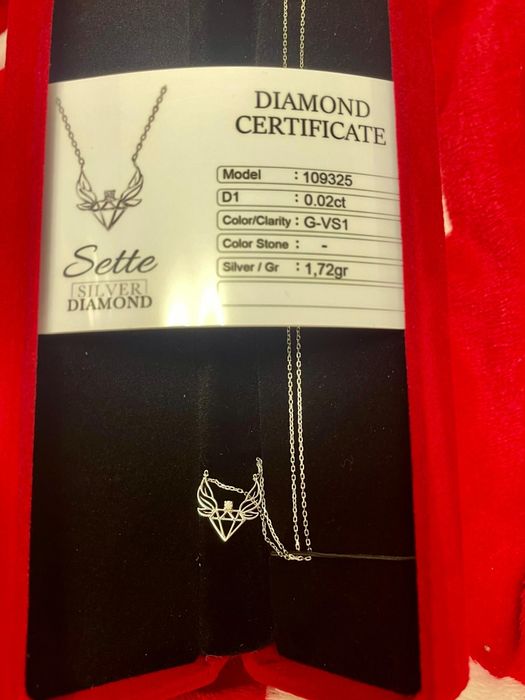 DIAMOND
CERTIFICATE
Model : 109325
D1 : 0.02ct
Color/Clarity : G-VS1
Color Stone : -
Silver / Gr : 1,72gr
Sette
SILVER
DIAMOND